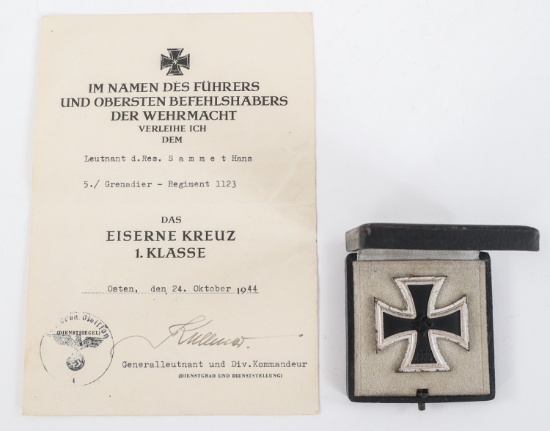 IM NAMEN DES FÜHRERS
UND OBERSTEN BEFEHLSHABERS
DER WEHRMACHT
VERLEIHE ICH
DEM
Leutnant d.Res. S a m m e t Hans
5./ Grenadier - Regiment 1123
DAS
EISERNE KREUZ
1. KLASSE
Osten, den 24. Oktober 1944
(DIENSTSIEGEL)
Generalleutnant und Div.Kommandeur
(DIENSTGRAD UND DIENSTSTELLUNG)